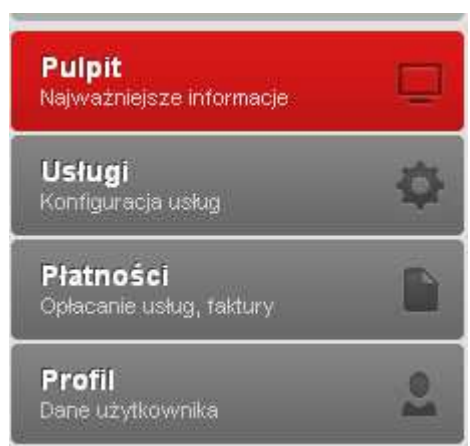 Pulpit
Najważniejsze informacje
Usługi
Konfiguracja usług
Płatności
Opłacanie usług, faktury
Profil
Dane użytkownika